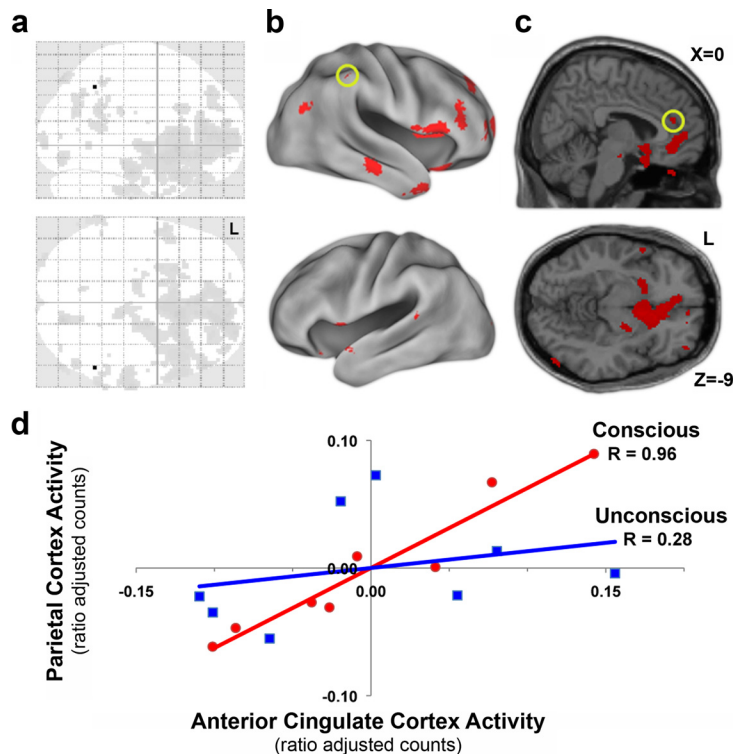 a
b
c
X=0
L
L
Z=-9
d
Parietal Cortex Activity
(ratio adjusted counts)
0.10
Conscious
R = 0.96
Unconscious
R = 0.28
0.00
-0.15
0.00
0.15
-0.10
Anterior Cingulate Cortex Activity
(ratio adjusted counts)